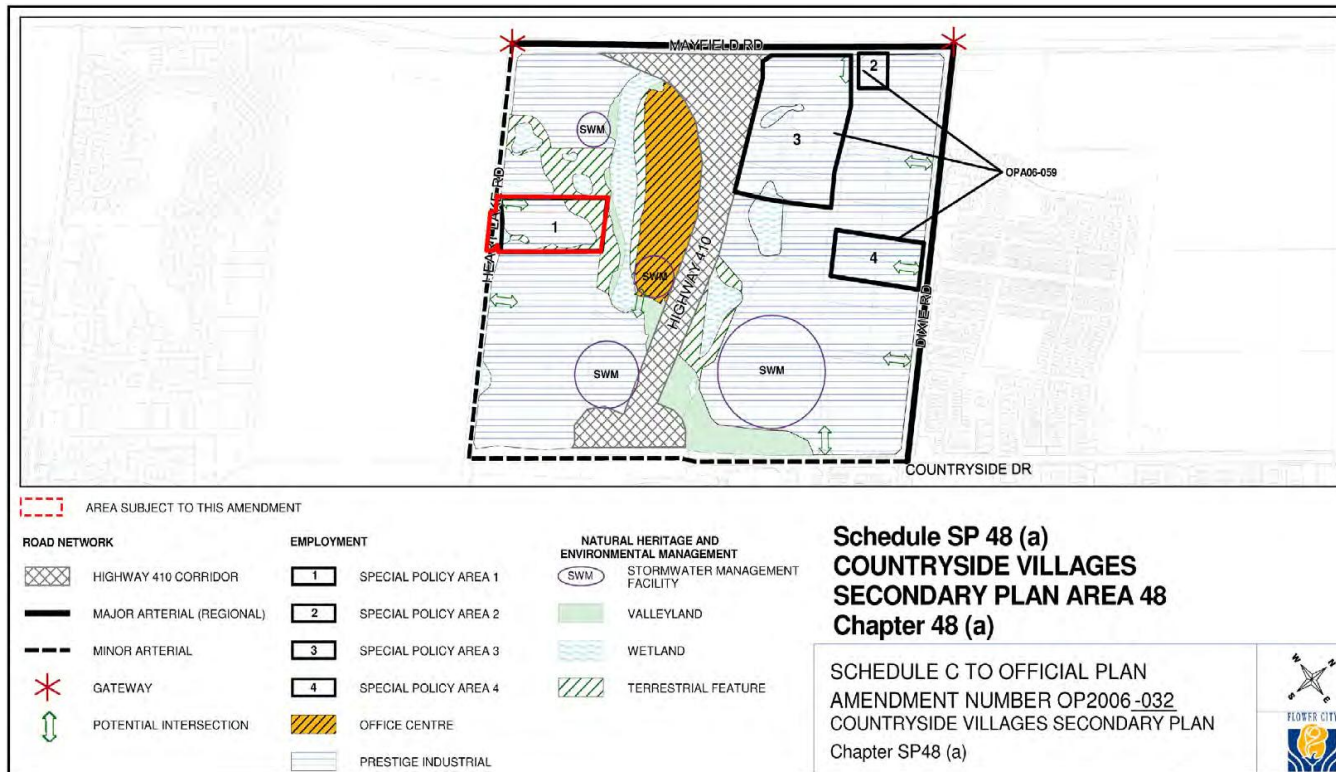 MAYFIELD RD
2
SWM
3
OPA06-059
HEART LAKE RD
1
4
SWM
HIGHWAY 410
DIXIE RD
SWM
SWM
COUNTRYSIDE DR
AREA SUBJECT TO THIS AMENDMENT
ROAD NETWORK
HIGHWAY 410 CORRIDOR
MAJOR ARTERIAL (REGIONAL)
MINOR ARTERIAL
GATEWAY
POTENTIAL INTERSECTION
EMPLOYMENT
1 SPECIAL POLICY AREA 1
2 SPECIAL POLICY AREA 2
3 SPECIAL POLICY AREA 3
4 SPECIAL POLICY AREA 4
OFFICE CENTRE
PRESTIGE INDUSTRIAL
NATURAL HERITAGE AND
ENVIRONMENTAL MANAGEMENT
SWM STORMWATER MANAGEMENT
FACILITY
VALLEYLAND
WETLAND
TERRESTRIAL FEATURE
Schedule SP 48 (a)
COUNTRYSIDE VILLAGES
SECONDARY PLAN AREA 48
Chapter 48 (a)
SCHEDULE C TO OFFICIAL PLAN
AMENDMENT NUMBER OP2006 -032
COUNTRYSIDE VILLAGES SECONDARY PLAN
Chapter SP48 (a)
W N
S E
FLOWER CITY